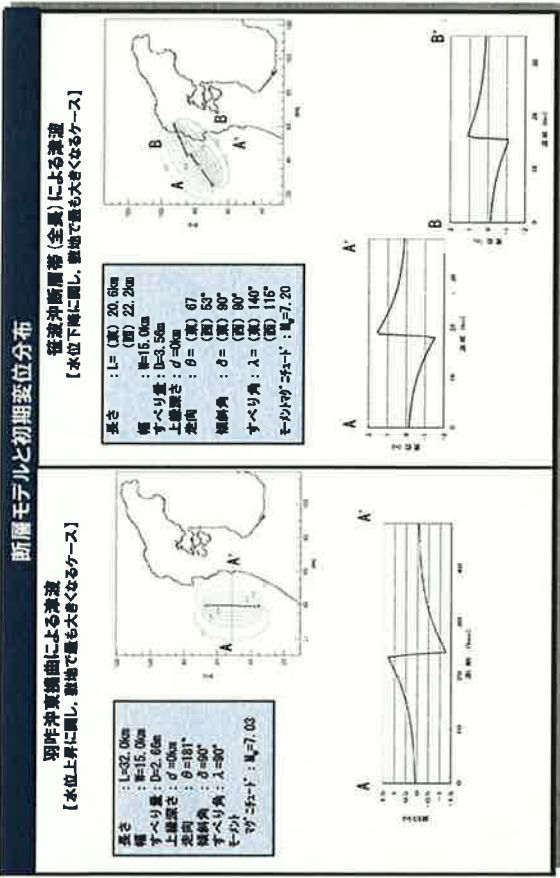 断層モデルと初期変位分布
羽咋沖東撓曲による津波
【水位上昇に関し、敷地で最も大きくなるケース】
長さ : L=32.0km
幅 : W=15.0km
すべり量 : D=2.66m
上縁深さ : d=0km
走向 : θ=181°
傾斜角 : δ=90°
すべり角 : λ=90°
モーメント
マグニチュード : Mw=7.03
A
A'
A
A'
笹波沖断層帯(全長)による津波
【水位下降に関し、敷地で最も大きくなるケース】
長さ : L=(東) 20.6km
(西) 22.2km
幅 : W=15.0km
すべり量 : D=3.56m
上縁深さ : d=0km
走向 : θ=(東) 67
(西) 53°
傾斜角 : δ=(東) 90°
(西) 90°
すべり角 : λ=(東) 140°
(西) 115°
モーメントマグニチュード : Mw=7.20
A
B
A'
B'
A
A'
B
B'